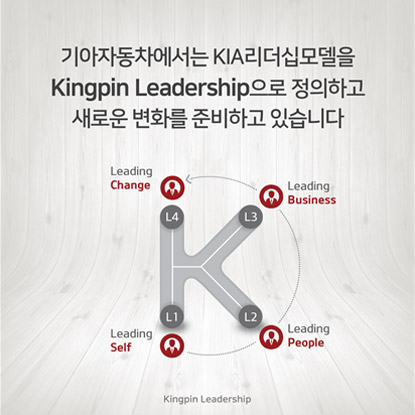 기아자동차에서는 KIA리더십모델을
Kingpin Leadership으로 정의하고
새로운 변화를 준비하고 있습니다
Leading
Change
Leading
Business
L4
L3
L1
L2
Leading
Self
Leading
People
Kingpin Leadership